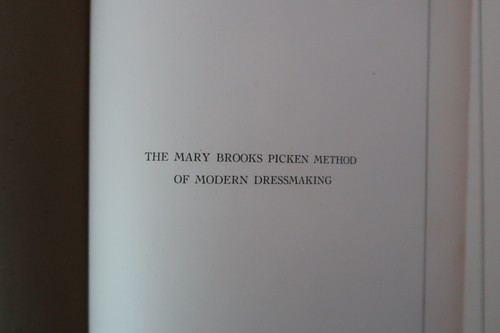 THE MARY BROOKS PICKEN METHOD
OF MODERN DRESSMAKING